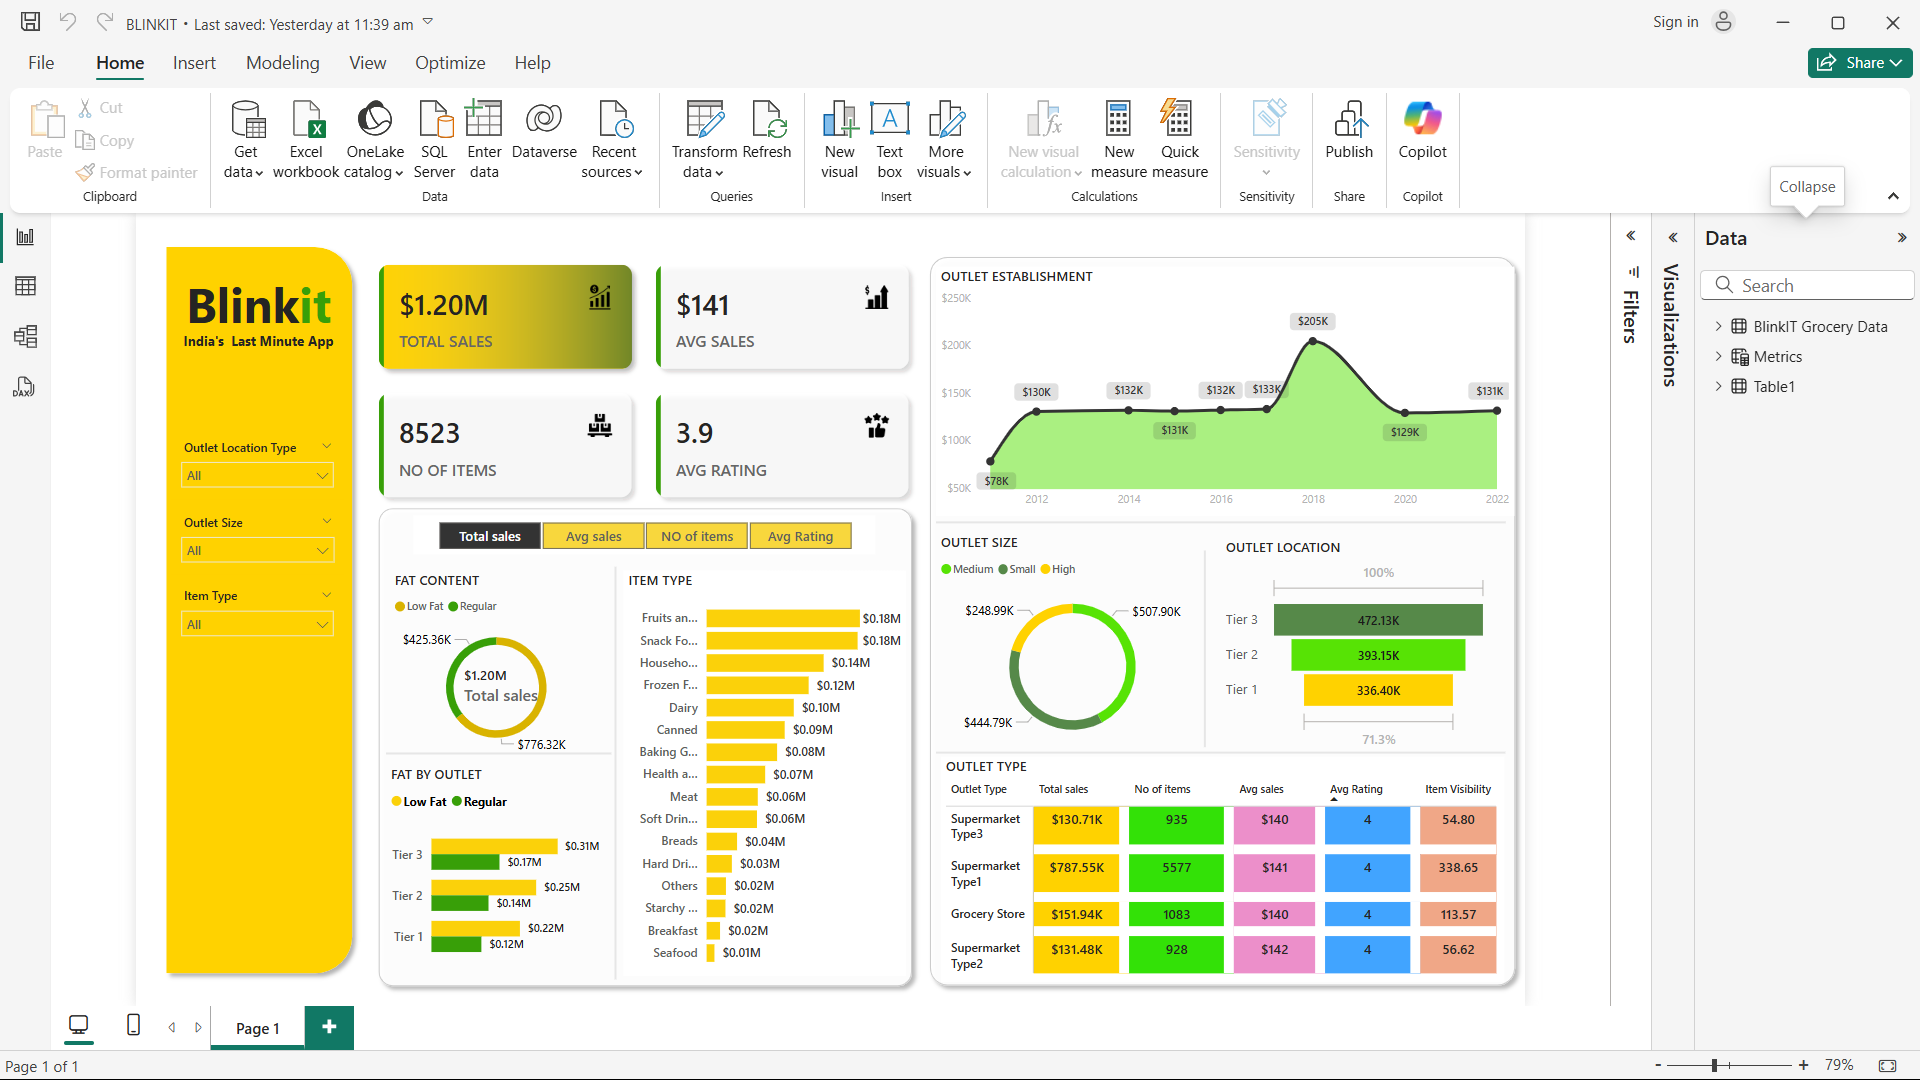 BLINKIT • Last saved: Yesterday at 11:39 am
Sign in
File Home Insert Modeling View Optimize Help
Share
Paste
Cut
Copy
Format painter
Clipboard
Get data
Excel workbook
OneLake catalog
SQL Server
Enter data
Dataverse
Recent sources
Data
Transform data
Refresh
Queries
New visual
Text box
More visuals
Insert
New visual calculation
New measure
Quick measure
Calculations
Sensitivity
Sensitivity
Publish
Share
Copilot
Copilot
Collapse
DAX
Blinkit
India's Last Minute App
Outlet Location Type
All
Outlet Size
All
Item Type
All
$1.20M
TOTAL SALES
$141
AVG SALES
8523
NO OF ITEMS
3.9
AVG RATING
Total sales Avg sales NO of items Avg Rating
FAT CONTENT
Low Fat Regular
$425.36K
$1.20M
Total sales
$776.32K
FAT BY OUTLET
Low Fat Regular
Tier 3 $0.31M
$0.17M
Tier 2 $0.25M
$0.14M
Tier 1 $0.22M
$0.12M
ITEM TYPE
Fruits an... $0.18M
Snack Fo... $0.18M
Househo... $0.14M
Frozen F... $0.12M
Dairy $0.10M
Canned $0.09M
Baking G... $0.08M
Health a... $0.07M
Meat $0.06M
Soft Drin... $0.06M
Breads $0.04M
Hard Dri... $0.03M
Others $0.02M
Starchy ... $0.02M
Breakfast $0.02M
Seafood $0.01M
OUTLET ESTABLISHMENT
$250K
$200K
$150K
$100K
$50K
$78K
$130K
$132K
$131K
$132K
$133K
$205K
$129K
$131K
2012 2014 2016 2018 2020 2022
OUTLET SIZE
Medium Small High
$248.99K
$507.90K
$444.79K
OUTLET LOCATION
100%
Tier 3 472.13K
Tier 2 393.15K
Tier 1 336.40K
71.3%
OUTLET TYPE
Outlet Type Total sales No of items Avg sales Avg Rating Item Visibility
Supermarket Type3 $130.71K 935 $140 4 54.80
Supermarket Type1 $787.55K 5577 $141 4 338.65
Grocery Store $151.94K 1083 $140 4 113.57
Supermarket Type2 $131.48K 928 $142 4 56.62
Filters
Visualizations
Data
Search
BlinkIT Grocery Data
Metrics
Table1
Page 1
+
Page 1 of 1
- + 79%